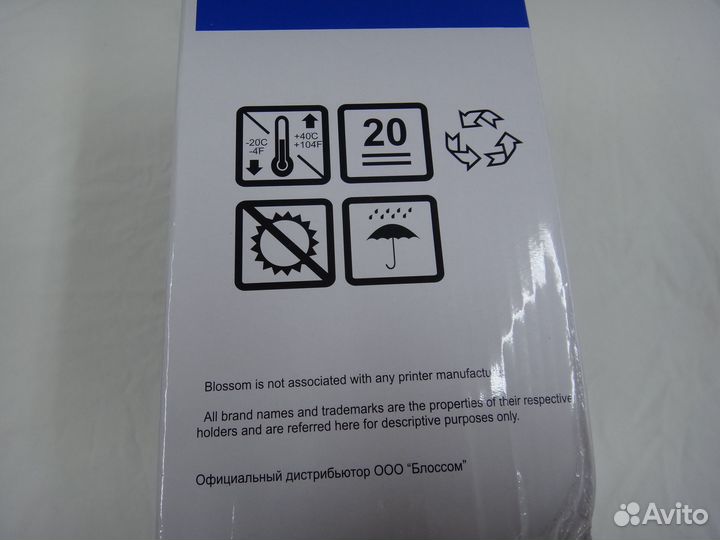 -20C
-4F
+40C
+104F
20
Blossom is not associated with any printer
All brand names and trademarks are the properties of their respective
holders and are referred here for descriptive purposes only.
Официальный дистрибьютор ООО “Блоссом”
Avito